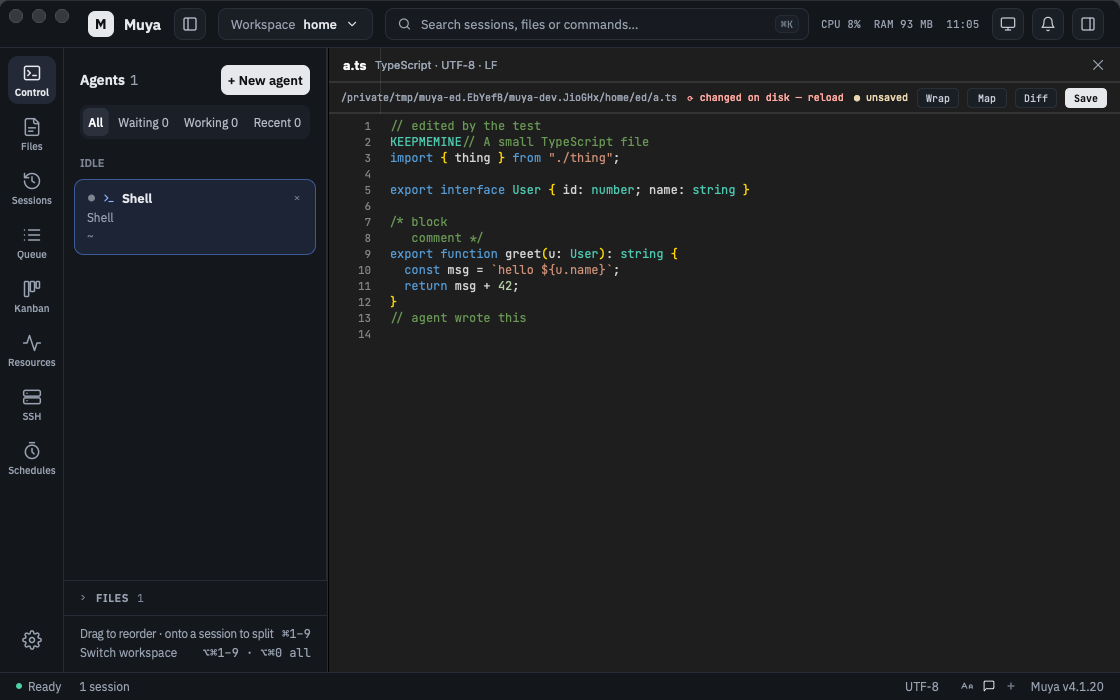 M Muya Workspace home Search sessions, files or commands... ⌘K CPU 8% RAM 93 MB 11:05
Control
Files
Sessions
Queue
Kanban
Resources
SSH
Schedules
Agents 1 + New agent
All Waiting 0 Working 0 Recent 0
IDLE
Shell ×
Shell
~
FILES 1
Drag to reorder · onto a session to split ⌘1–9
Switch workspace ⌥⌘1–9 · ⌥⌘0 all
a.ts TypeScript · UTF-8 · LF
/private/tmp/muya-ed.EbYefB/muya-dev.JioGHx/home/ed/a.ts ⟳ changed on disk — reload ● unsaved Wrap Map Diff Save
1 // edited by the test
2 KEEPMEMINE// A small TypeScript file
3 import { thing } from "./thing";
4
5 export interface User { id: number; name: string }
6
7 /* block
8    comment */
9 export function greet(u: User): string {
10   const msg = `hello ${u.name}`;
11   return msg + 42;
12 }
13 // agent wrote this
14
Ready 1 session UTF-8 Aa + Muya v4.1.20